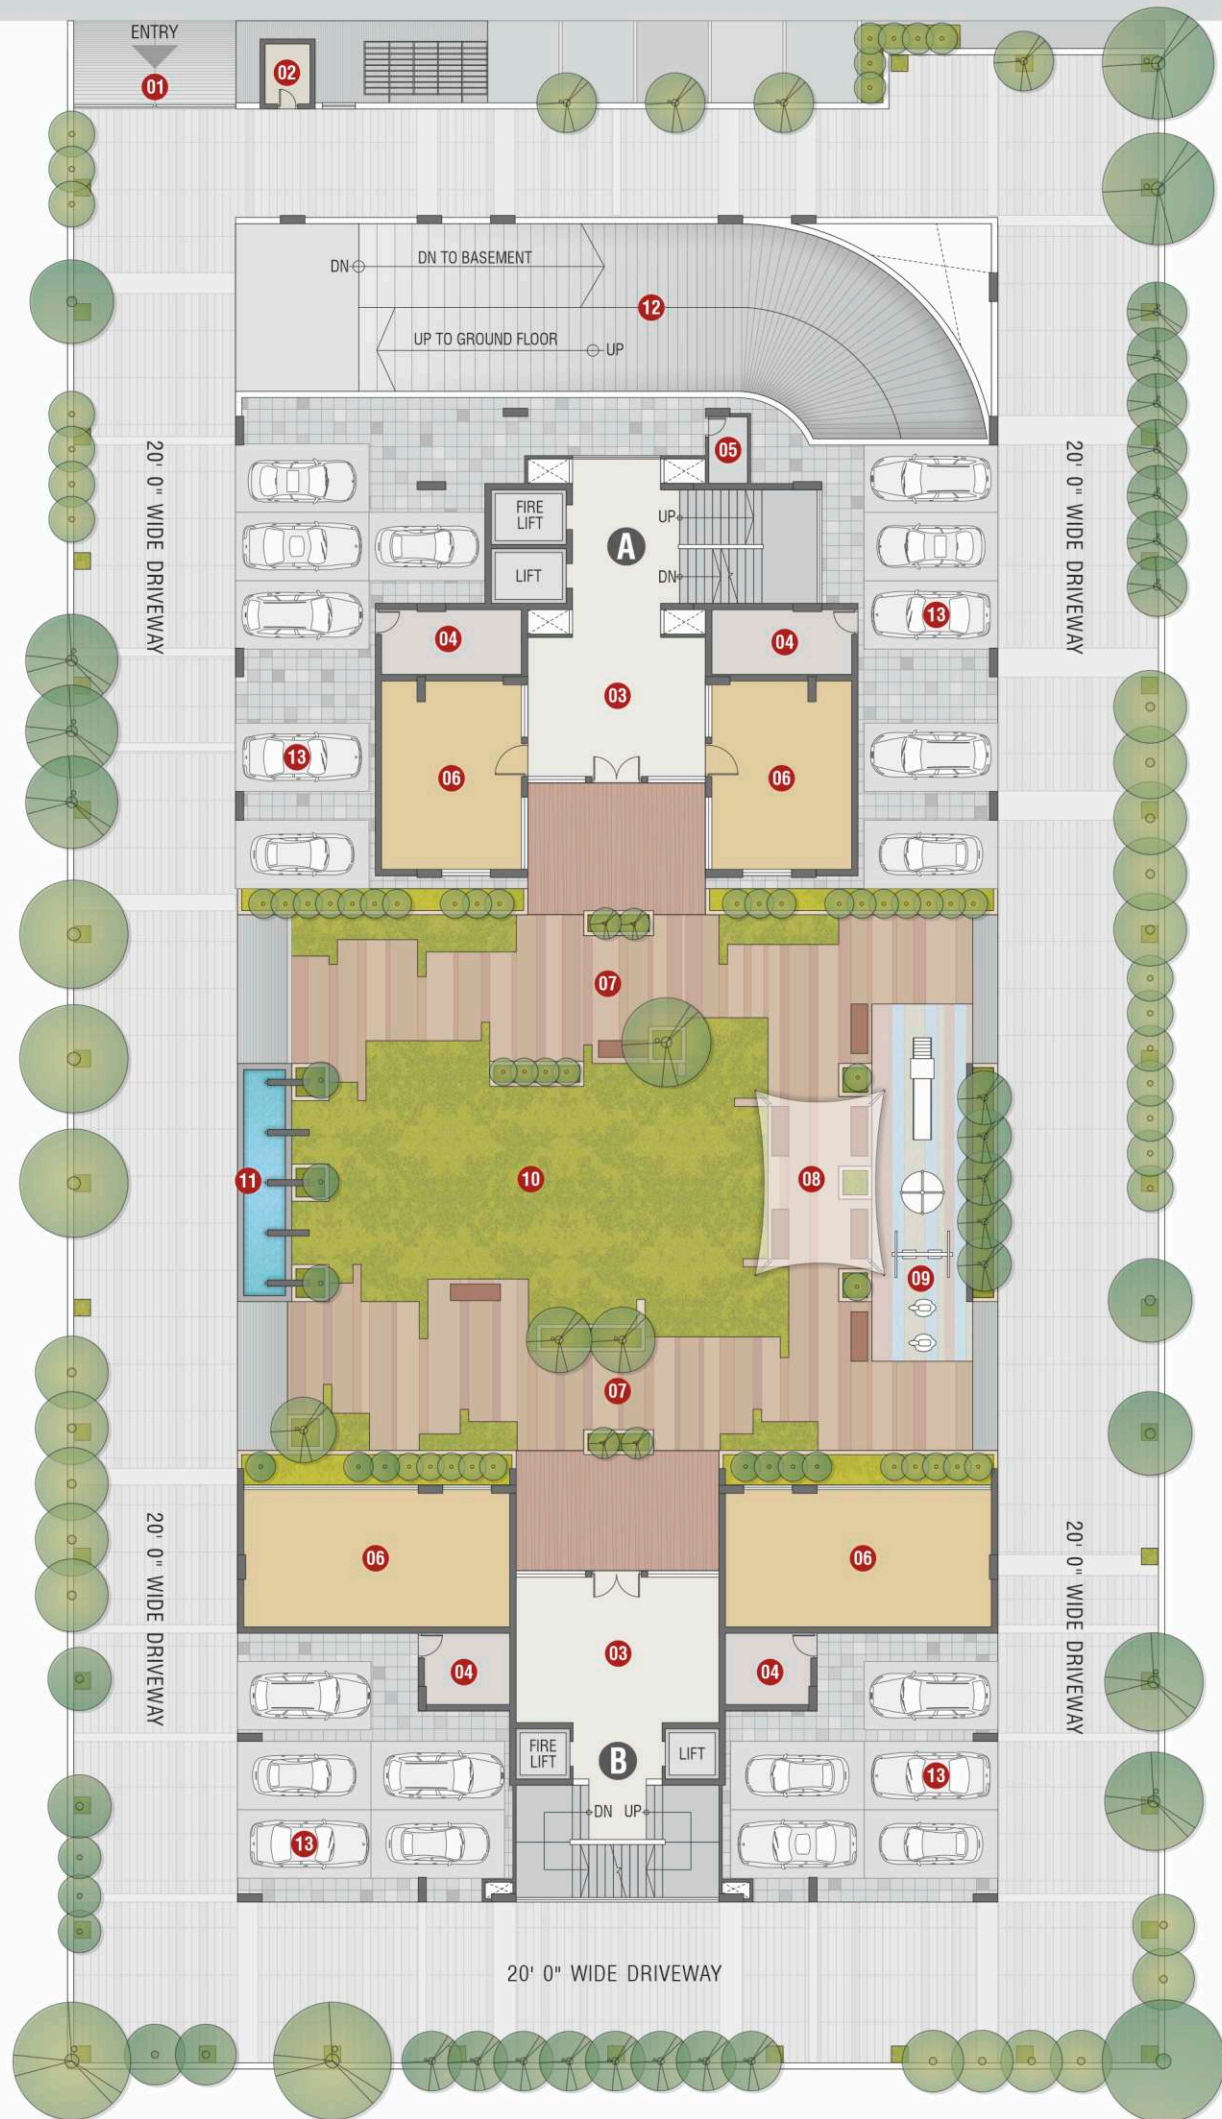 ENTRY
01
02
DN
DN TO BASEMENT
12
UP TO GROUND FLOOR
UP
20' 0" WIDE DRIVEWAY
20' 0" WIDE DRIVEWAY
05
FIRE
LIFT
UP
A
LIFT
DN
13
04
04
03
13
06
06
07
11
10
08
09
07
06
06
20' 0" WIDE DRIVEWAY
20' 0" WIDE DRIVEWAY
03
04
04
FIRE
LIFT
B
LIFT
13
DN UP
13
20' 0" WIDE DRIVEWAY